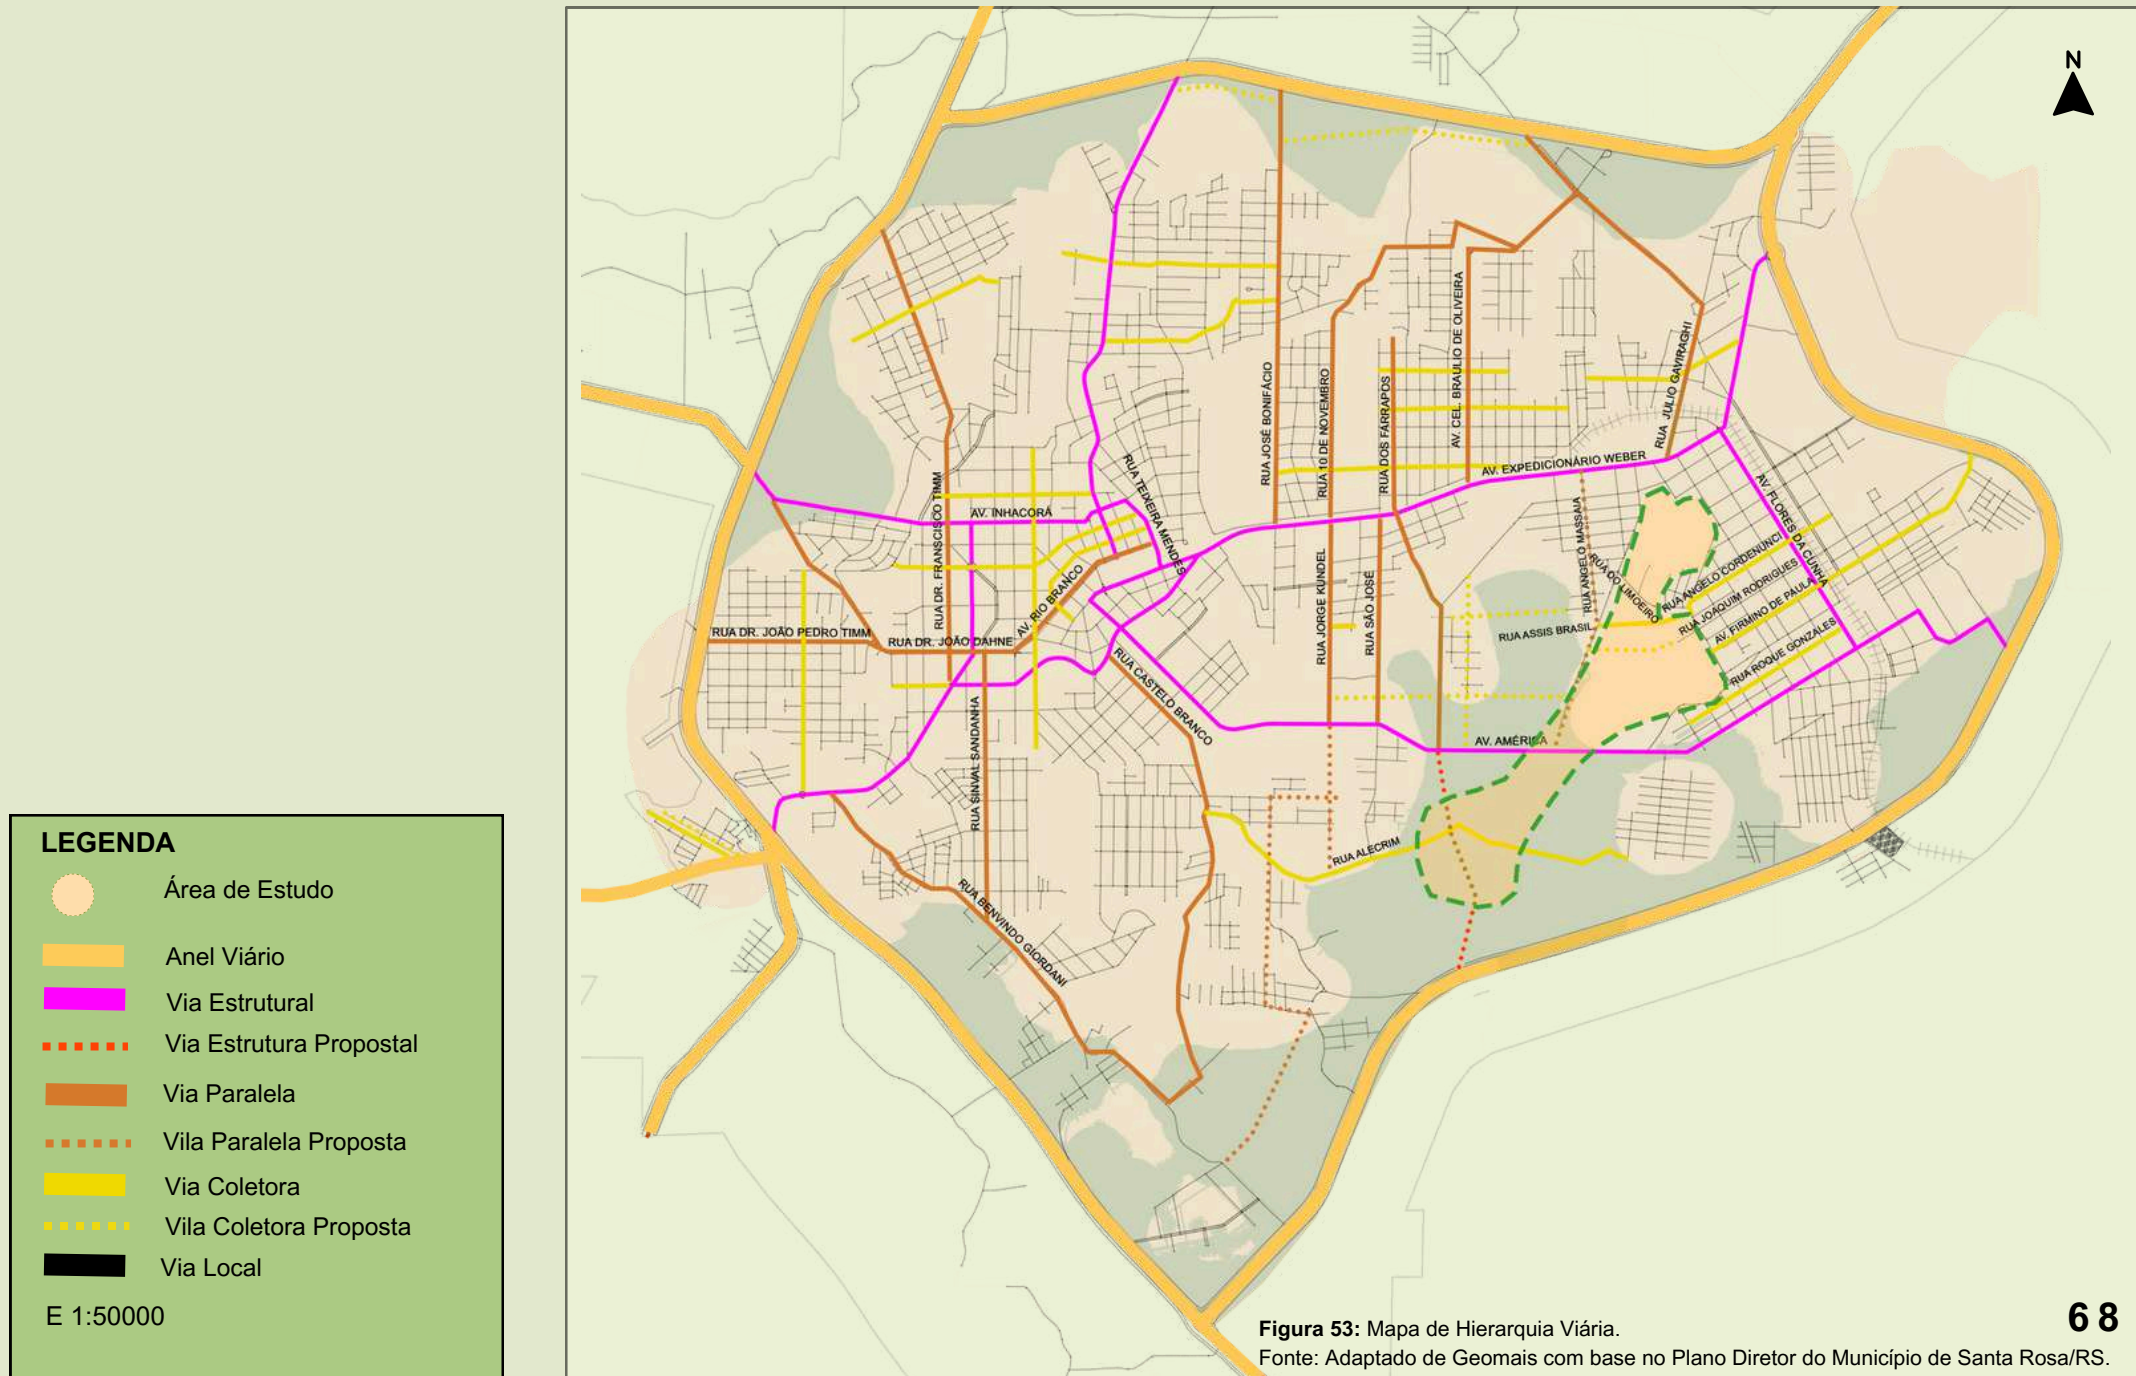 N
RUA JOSÉ BONIFÁCIO
RUA 10 DE NOVEMBRO
RUA DOS FARRAPOS
AV. CEL. BRAULIO DE OLIVEIRA
RUA JULIO GAVIRAGHI
AV. EXPEDICIONÁRIO WEBER
RUA TEIXEIRA MENDES
AV. INHACORÁ
RUA DR. FRANSCISCO TIMM
AV. FLORES DA CUNHA
RUA ANGELO MASSAIA
RUA DO LIMOEIRO
RUA ANGELO CORDENUNCI
RUA JOAQUIM RODRIGUES
AV. FIRMINO DE PAULA
RUA ROQUE GONZALES
RUA ASSIS BRASIL
RUA JORGE KUNDEL
RUA SÃO JOSÉ
AV. RIO BRANCO
RUA DR. JOÃO PEDRO TIMM
RUA DR. JOÃO DAHNE
RUA CASTELO BRANCO
RUA SINVAL SANDANHA
AV. AMÉRICA
RUA ALECRIM
RUA BENVINDO GIORDANI
LEGENDA
Área de Estudo
Anel Viário
Via Estrutural
Via Estrutura Propostal
Via Paralela
Vila Paralela Proposta
Via Coletora
Vila Coletora Proposta
Via Local
E 1:50000
Figura 53: Mapa de Hierarquia Viária.
Fonte: Adaptado de Geomais com base no Plano Diretor do Município de Santa Rosa/RS.
68